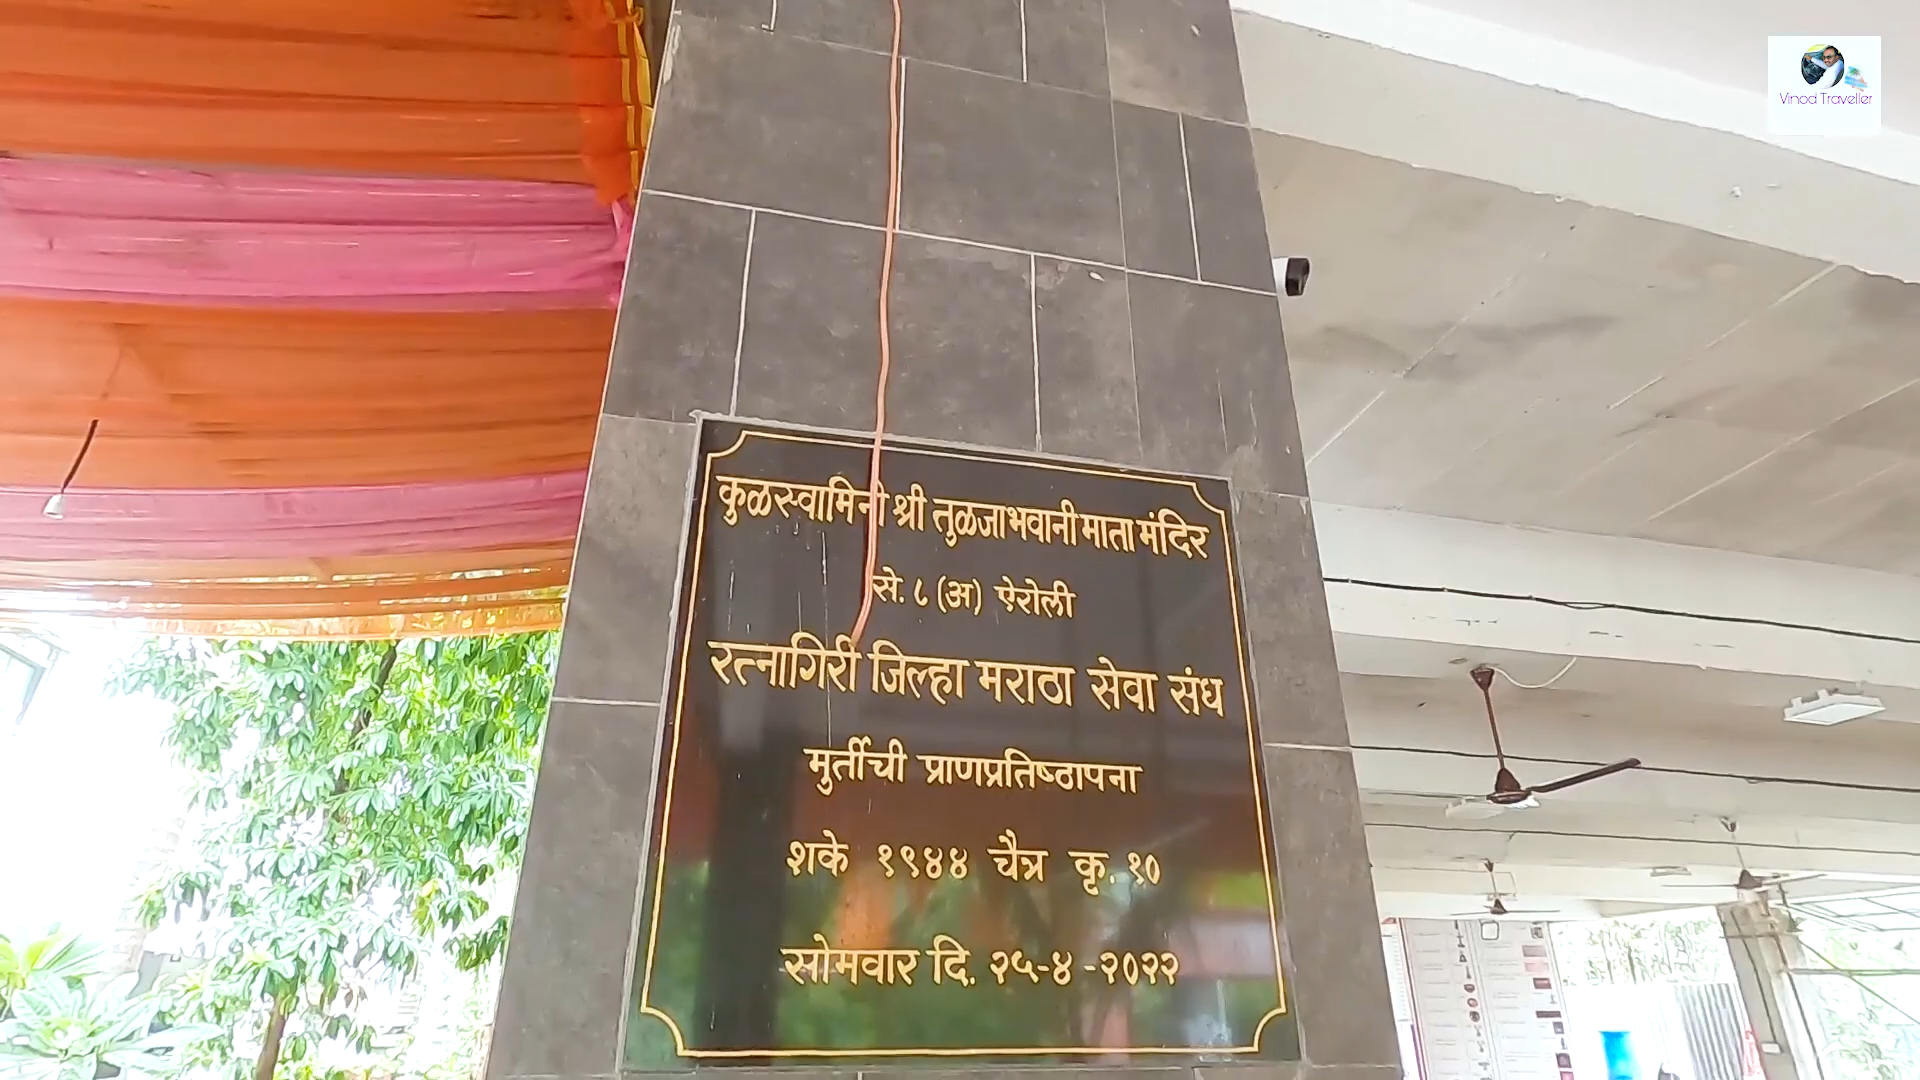 Vinod Traveller
कुळस्वामिनी श्री तुळजाभवानी माता मंदिर
से. ८ (अ) ऐरोली
रत्नागिरी जिल्हा मराठा सेवा संघ
मुर्तीची प्राणप्रतिष्ठापना
शके १९४४ चैत्र कृ. १०
सोमवार दि. २५-४-२०२२